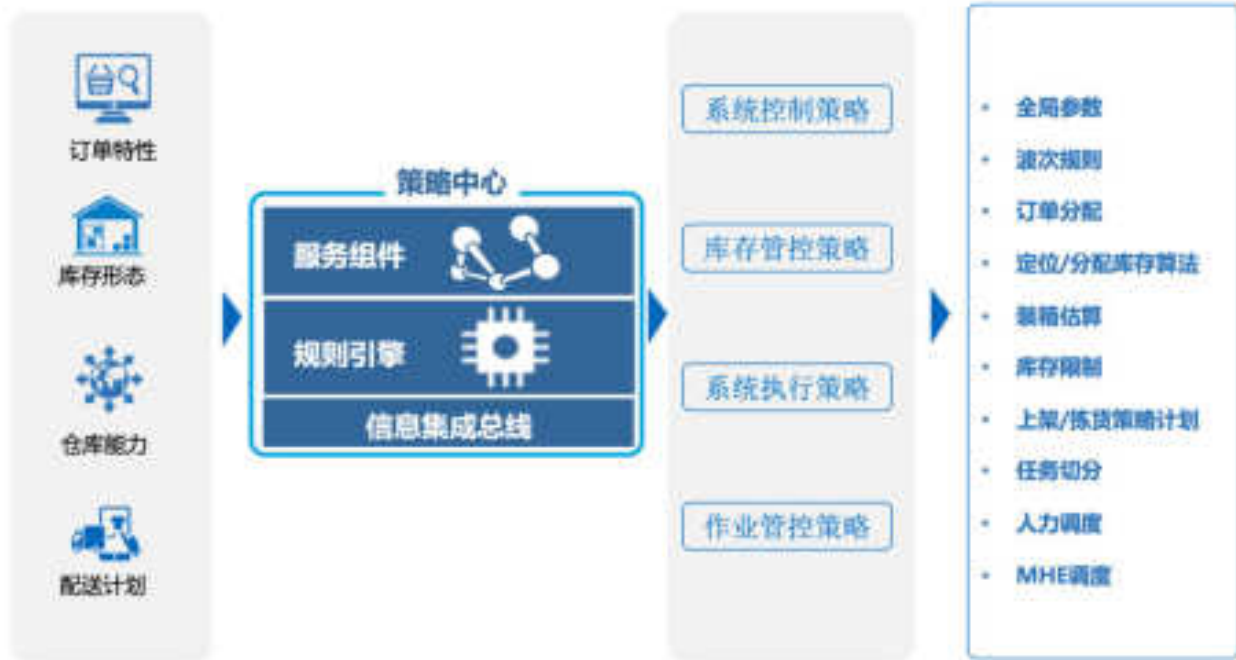 订单特性
库存形态
仓库能力
配送计划
策略中心
服务组件
规则引擎
信息集成总线
系统控制策略
库存管控策略
系统执行策略
作业管控策略
全局参数
波次规则
订单分配
定位/分配库存算法
装箱估算
库存限制
上架/拣货策略计划
任务切分
人力调度
MHE调度